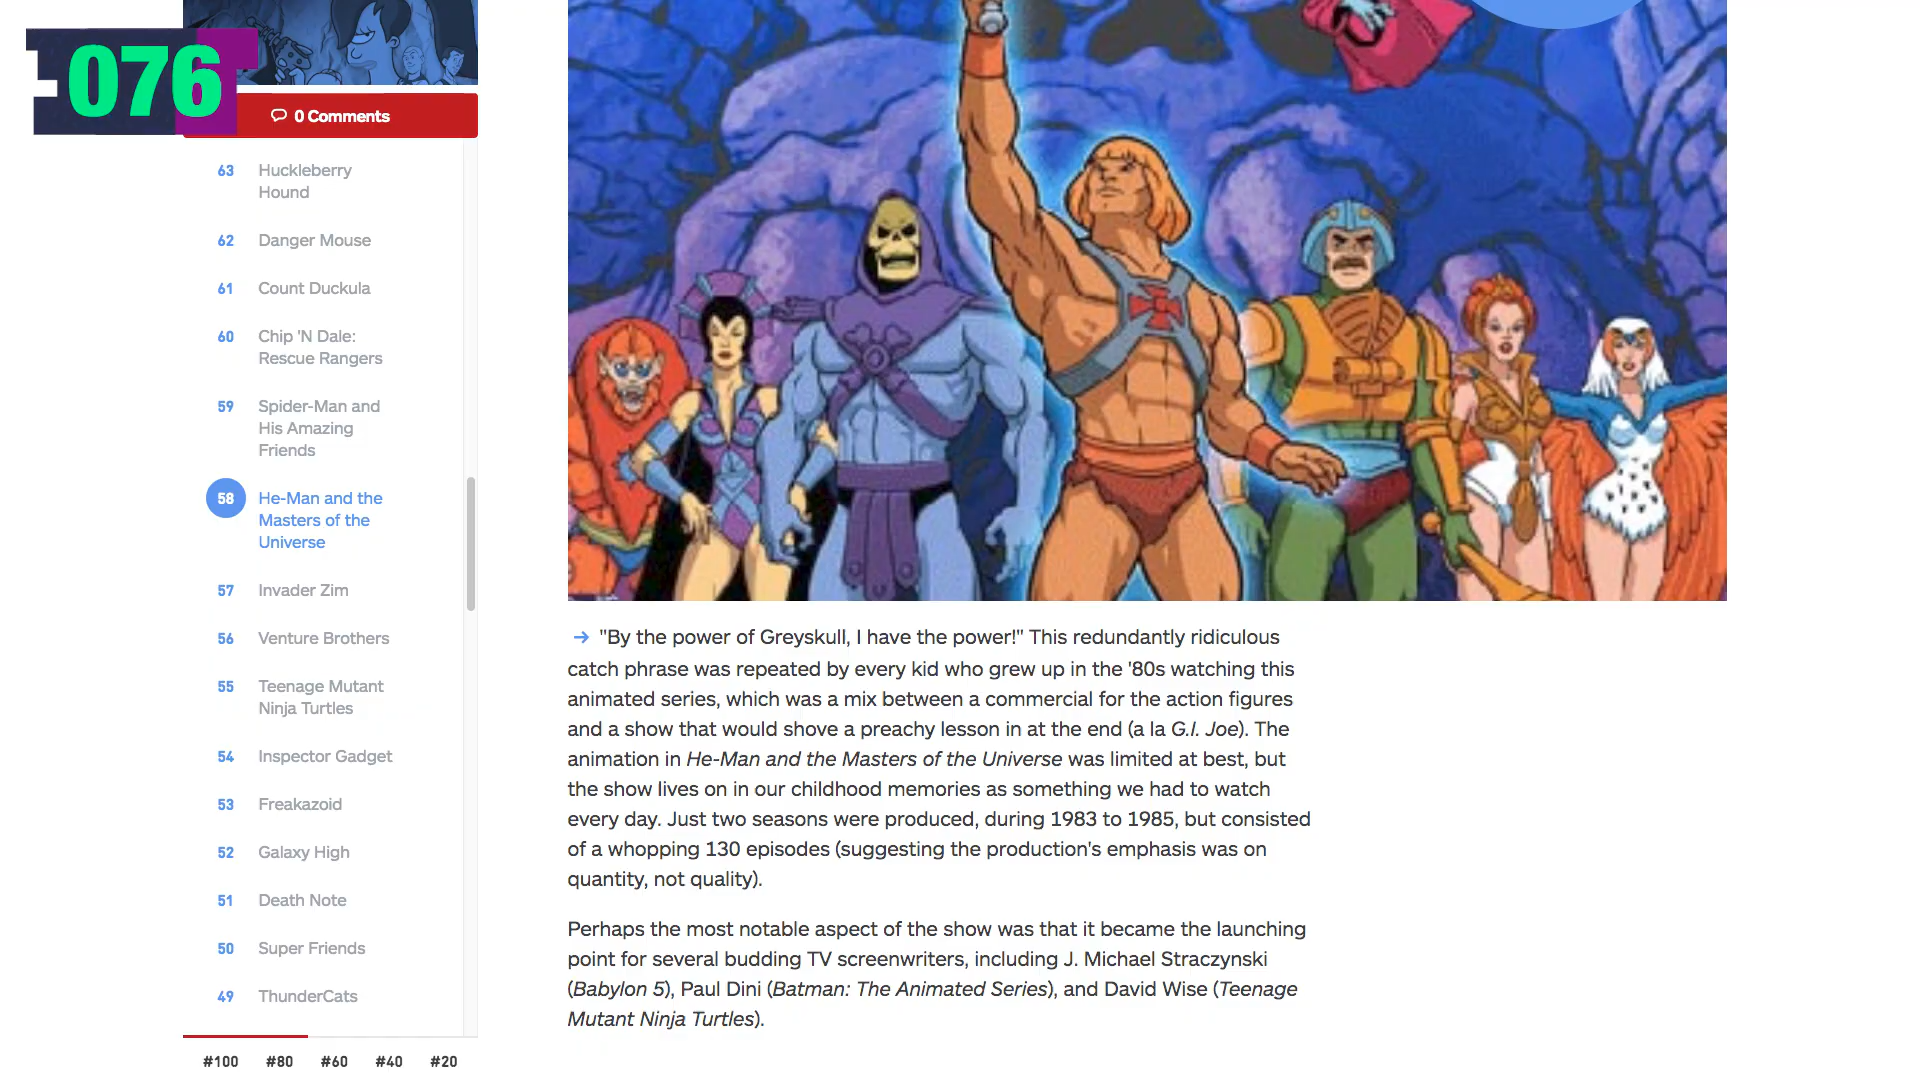 076
0 Comments
63 Huckleberry
Hound
62 Danger Mouse
61 Count Duckula
60 Chip 'N Dale:
Rescue Rangers
59 Spider-Man and
His Amazing
Friends
58 He-Man and the
Masters of the
Universe
57 Invader Zim
56 Venture Brothers
55 Teenage Mutant
Ninja Turtles
54 Inspector Gadget
53 Freakazoid
52 Galaxy High
51 Death Note
50 Super Friends
49 ThunderCats
#100 #80 #60 #40 #20
→ "By the power of Greyskull, I have the power!" This redundantly ridiculous
catch phrase was repeated by every kid who grew up in the '80s watching this
animated series, which was a mix between a commercial for the action figures
and a show that would shove a preachy lesson in at the end (a la G.I. Joe). The
animation in He-Man and the Masters of the Universe was limited at best, but
the show lives on in our childhood memories as something we had to watch
every day. Just two seasons were produced, during 1983 to 1985, but consisted
of a whopping 130 episodes (suggesting the production's emphasis was on
quantity, not quality).
Perhaps the most notable aspect of the show was that it became the launching
point for several budding TV screenwriters, including J. Michael Straczynski
(Babylon 5), Paul Dini (Batman: The Animated Series), and David Wise (Teenage
Mutant Ninja Turtles).